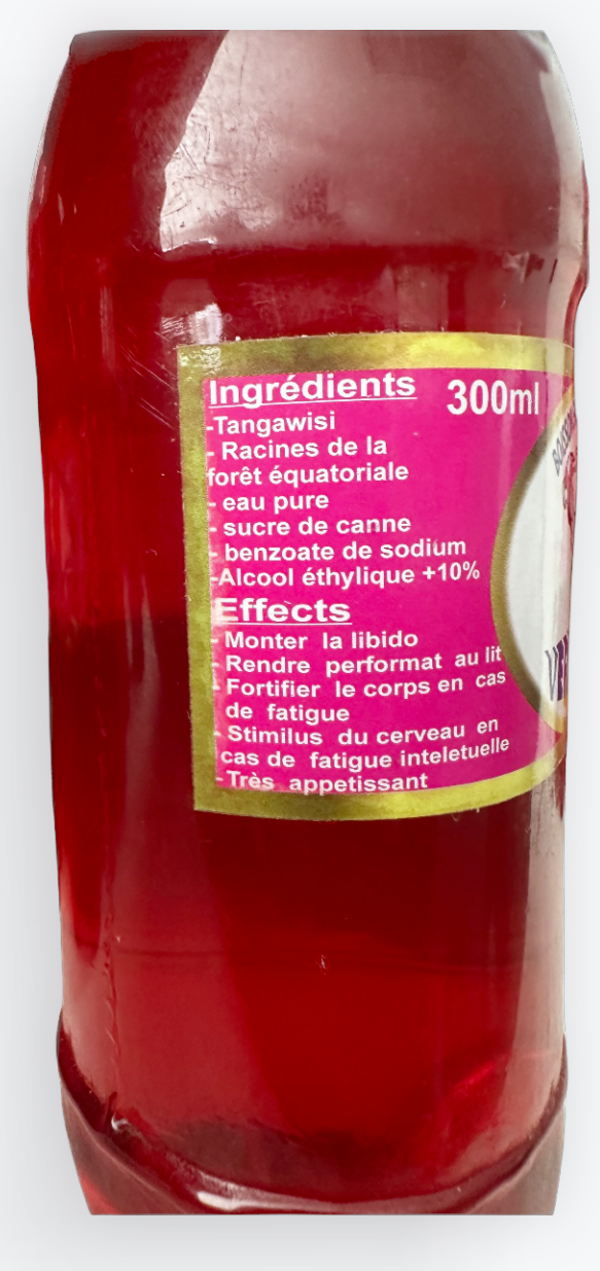 Ingrédients 300ml
-Tangawisi
- Racines de la
forêt équatoriale
- eau pure
- sucre de canne
- benzoate de sodium
-Alcool éthylique +10%
Effects
- Monter la libido
- Rendre performat au lit
- Fortifier le corps en cas
de fatigue
- Stimilus du cerveau en
cas de fatigue inteletuelle
-Très appetissant